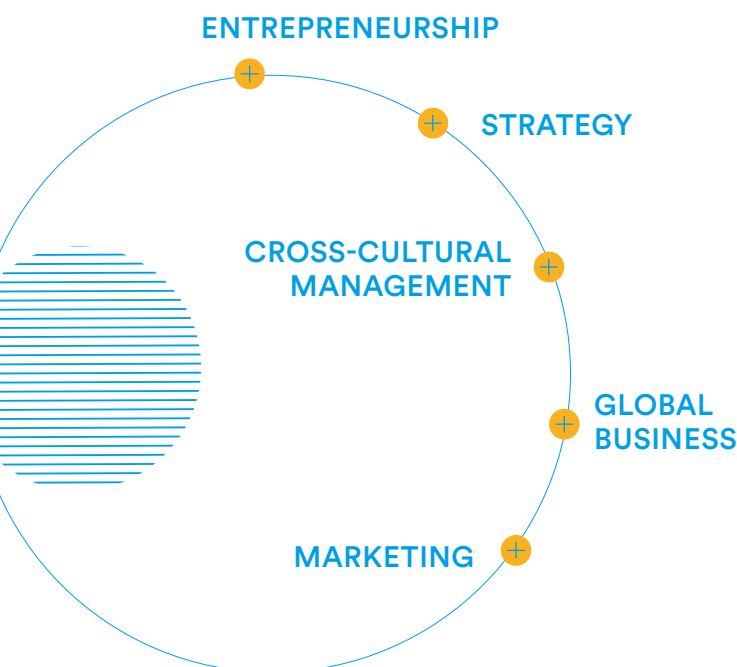 ENTREPRENEURSHIP
STRATEGY
CROSS-CULTURAL
MANAGEMENT
GLOBAL
BUSINESS
MARKETING